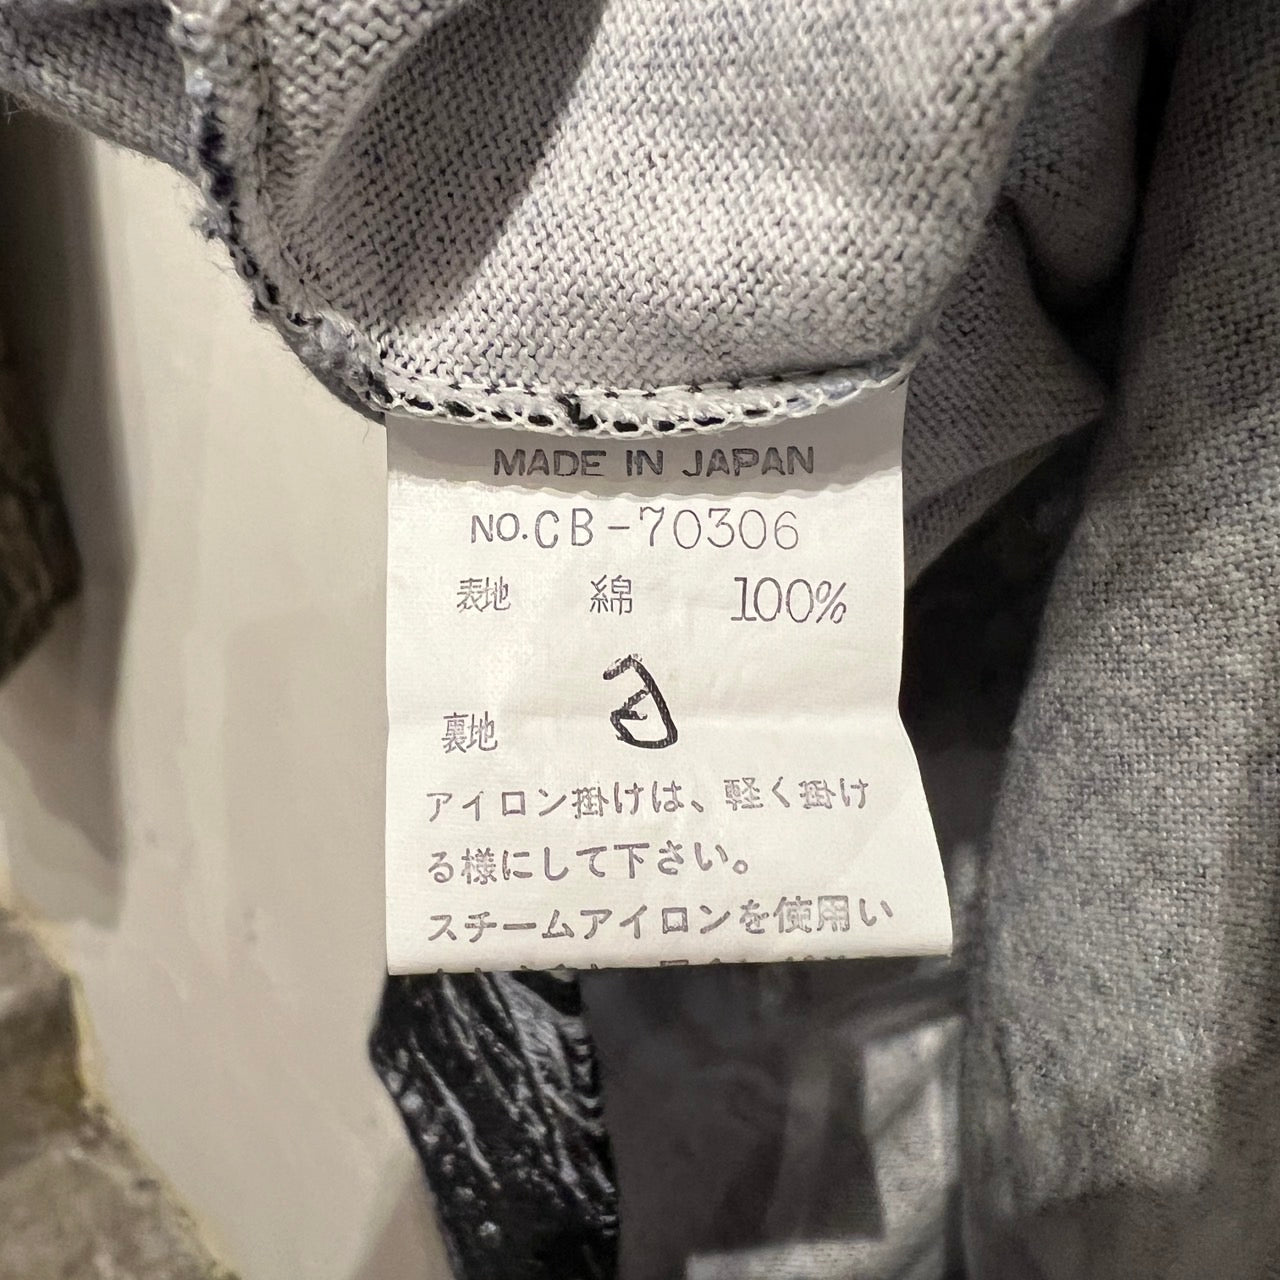 MADE IN JAPAN
NO.CB-70306
表地 綿 100%
裏地
アイロン掛けは、軽く掛け
る様にして下さい。
スチームアイロンを使用い